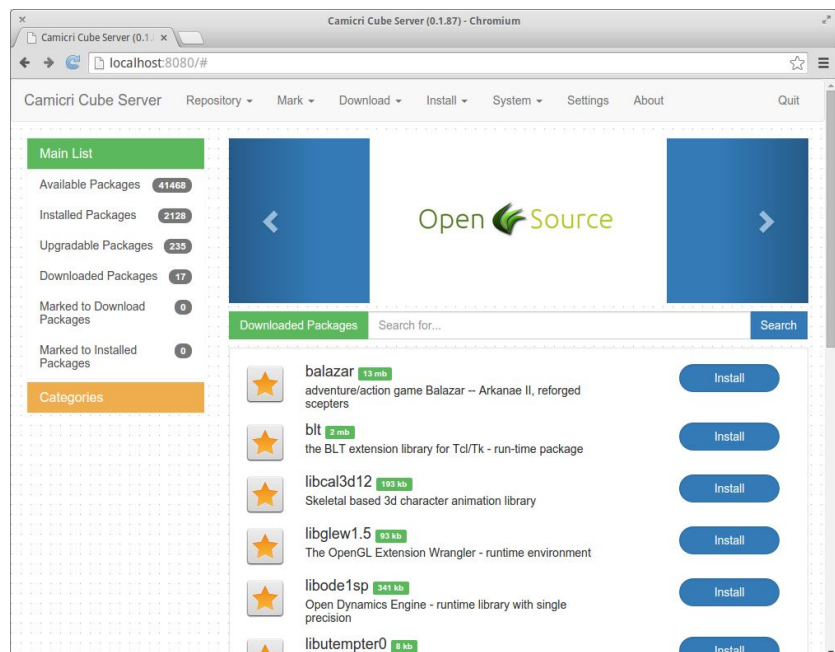 Camicri Cube Server (0.1.87) - Chromium
Camicri Cube Server (0.1.
localhost:8080/#
Camicri Cube Server Repository Mark Download Install System Settings About Quit
Main List
Available Packages 41468
Installed Packages 2128
Upgradable Packages 235
Downloaded Packages 17
Marked to Download
Packages 0
Marked to Installed
Packages 0
Categories
Open Source
Downloaded Packages Search for... Search
balazar 13 mb
adventure/action game Balazar -- Arkanae II, reforged
scepters
Install
blt 2 mb
the BLT extension library for Tcl/Tk - run-time package
Install
libcal3d12 193 kb
Skeletal based 3d character animation library
Install
libglew1.5 93 kb
The OpenGL Extension Wrangler - runtime environment
Install
libode1sp 341 kb
Open Dynamics Engine - runtime library with single
precision
Install
libutempter0 8 kb
Install